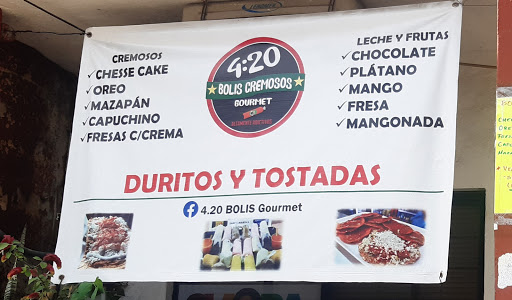 CREMOSOS
✓CHESSE CAKE
✓OREO
✓MAZAPÁN
✓CAPUCHINO
✓FRESAS C/CREMA
4:20
BOLIS CREMOSOS
GOURMET
LECHE Y FRUTAS
✓CHOCOLATE
✓PLÁTANO
✓MANGO
✓FRESA
✓MANGONADA
DURITOS Y TOSTADAS
4.20 BOLIS Gourmet